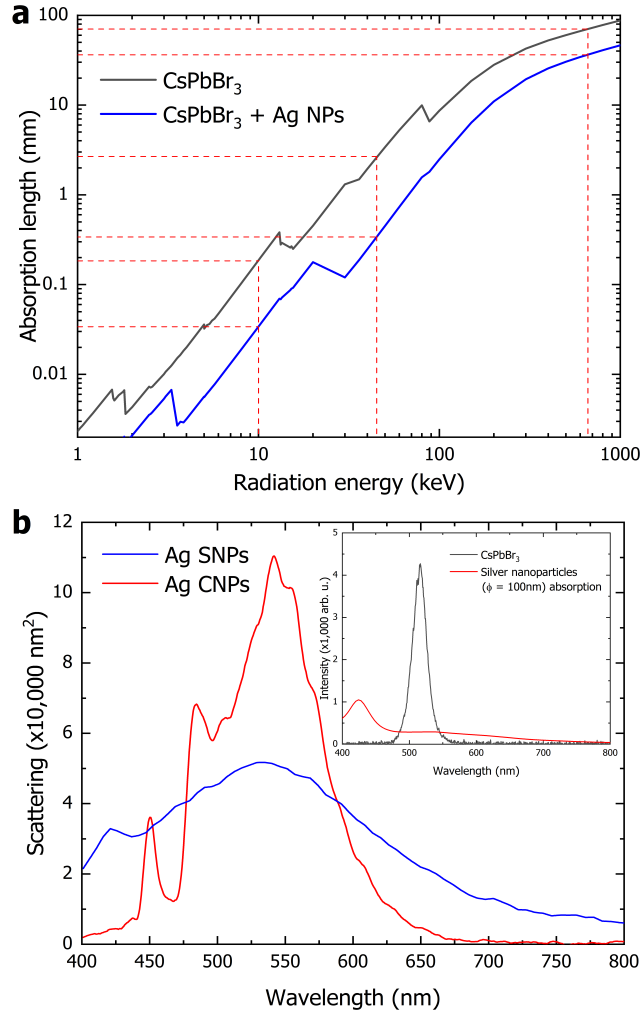 a
100
10
1
0.1
0.01
Absorption length (mm)
CsPbBr₃
CsPbBr₃ + Ag NPs
1
10
100
1000
Radiation energy (keV)
b
12
10
8
6
4
2
0
Scattering (x10,000 nm²)
Ag SNPs
Ag CNPs
5
4
3
2
1
0
Intensity (x1,000 arb. u.)
CsPbBr₃
Silver nanoparticles
(ϕ = 100nm) absorption
400
500
600
700
800
Wavelength (nm)
400
450
500
550
600
650
700
750
800
Wavelength (nm)